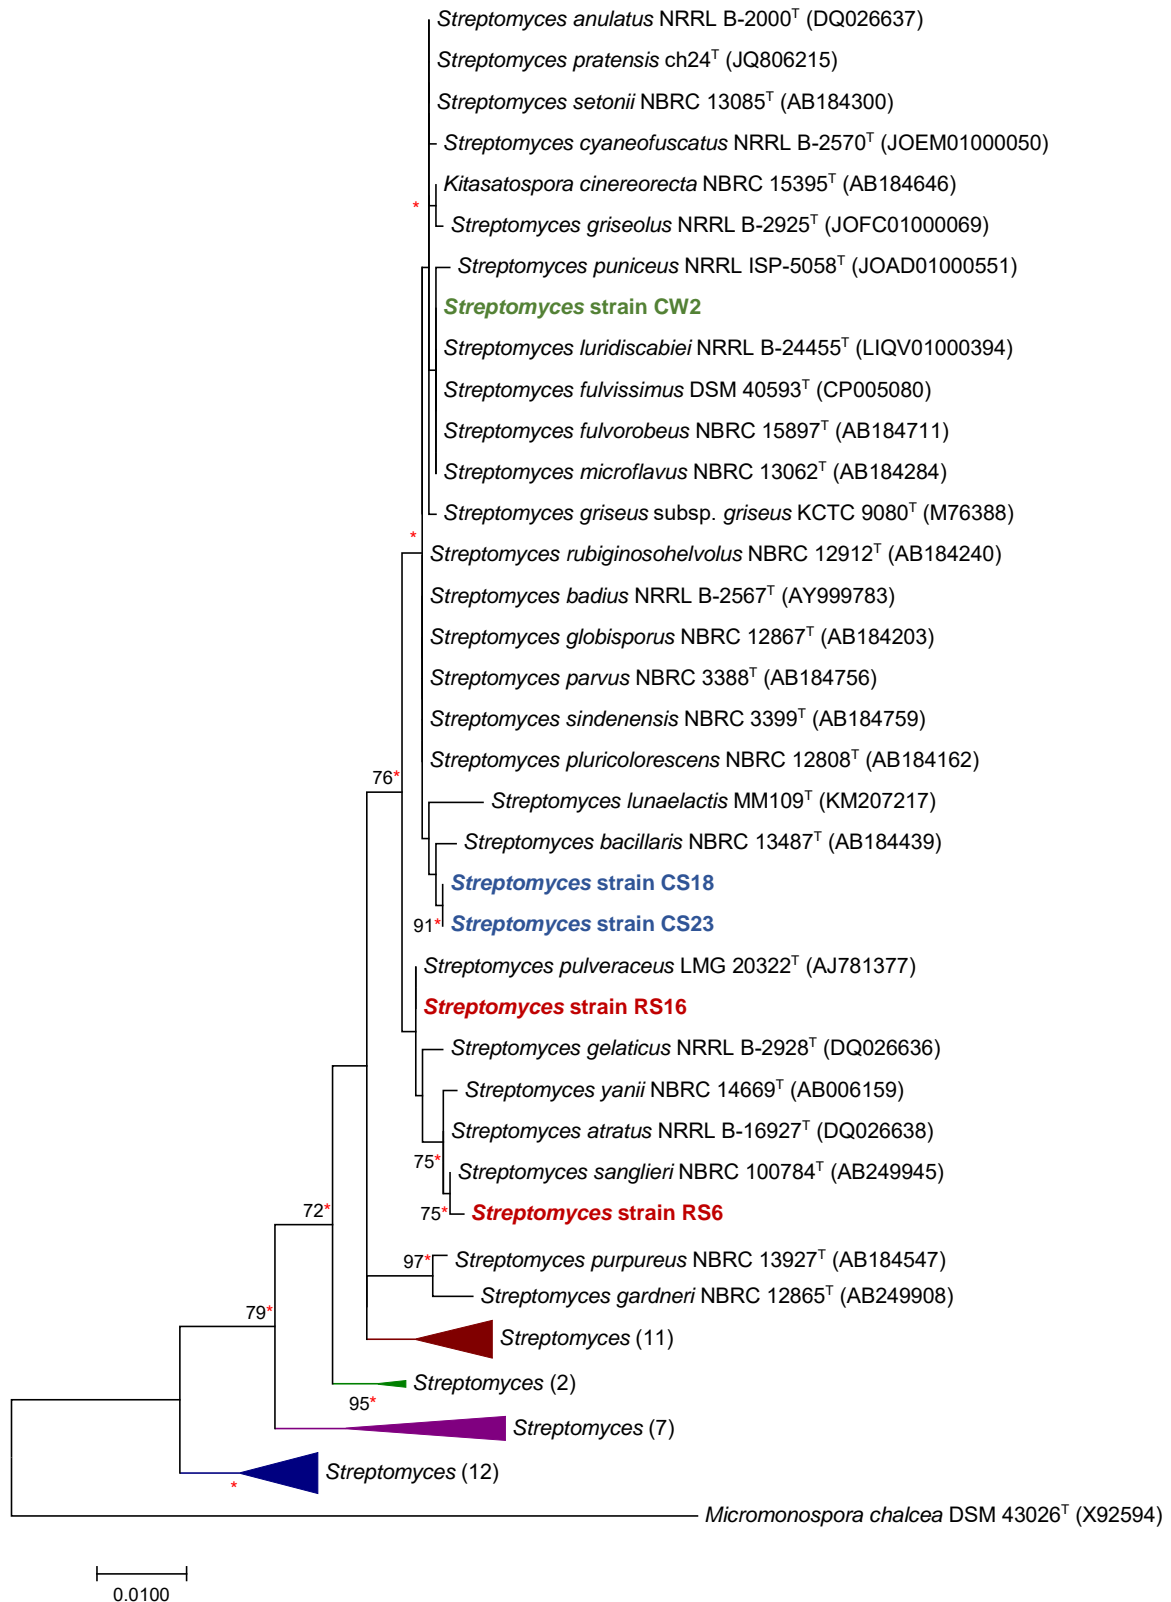 Streptomyces anulatus NRRL B-2000T (DQ026637)
Streptomyces pratensis ch24T (JQ806215)
Streptomyces setonii NBRC 13085T (AB184300)
Streptomyces cyaneofuscatus NRRL B-2570T (JOEM01000050)
Kitasatospora cinereorecta NBRC 15395T (AB184646)
*
Streptomyces griseolus NRRL B-2925T (JOFC01000069)
Streptomyces puniceus NRRL ISP-5058T (JOAD01000551)
Streptomyces strain CW2
Streptomyces luridiscabiei NRRL B-24455T (LIQV01000394)
Streptomyces fulvissimus DSM 40593T (CP005080)
Streptomyces fulvorobeus NBRC 15897T (AB184711)
Streptomyces microflavus NBRC 13062T (AB184284)
Streptomyces griseus subsp. griseus KCTC 9080T (M76388)
*
Streptomyces rubiginosohelvolus NBRC 12912T (AB184240)
Streptomyces badius NRRL B-2567T (AY999783)
Streptomyces globisporus NBRC 12867T (AB184203)
Streptomyces parvus NBRC 3388T (AB184756)
Streptomyces sindenensis NBRC 3399T (AB184759)
Streptomyces pluricolorescens NBRC 12808T (AB184162)
76*
Streptomyces lunaelactis MM109T (KM207217)
Streptomyces bacillaris NBRC 13487T (AB184439)
Streptomyces strain CS18
91* Streptomyces strain CS23
Streptomyces pulveraceus LMG 20322T (AJ781377)
Streptomyces strain RS16
Streptomyces gelaticus NRRL B-2928T (DQ026636)
Streptomyces yanii NBRC 14669T (AB006159)
Streptomyces atratus NRRL B-16927T (DQ026638)
75*
Streptomyces sanglieri NBRC 100784T (AB249945)
72*
75* Streptomyces strain RS6
97* Streptomyces purpureus NBRC 13927T (AB184547)
Streptomyces gardneri NBRC 12865T (AB249908)
79*
Streptomyces (11)
Streptomyces (2)
95*
Streptomyces (7)
Streptomyces (12)
*
Micromonospora chalcea DSM 43026T (X92594)
0.0100